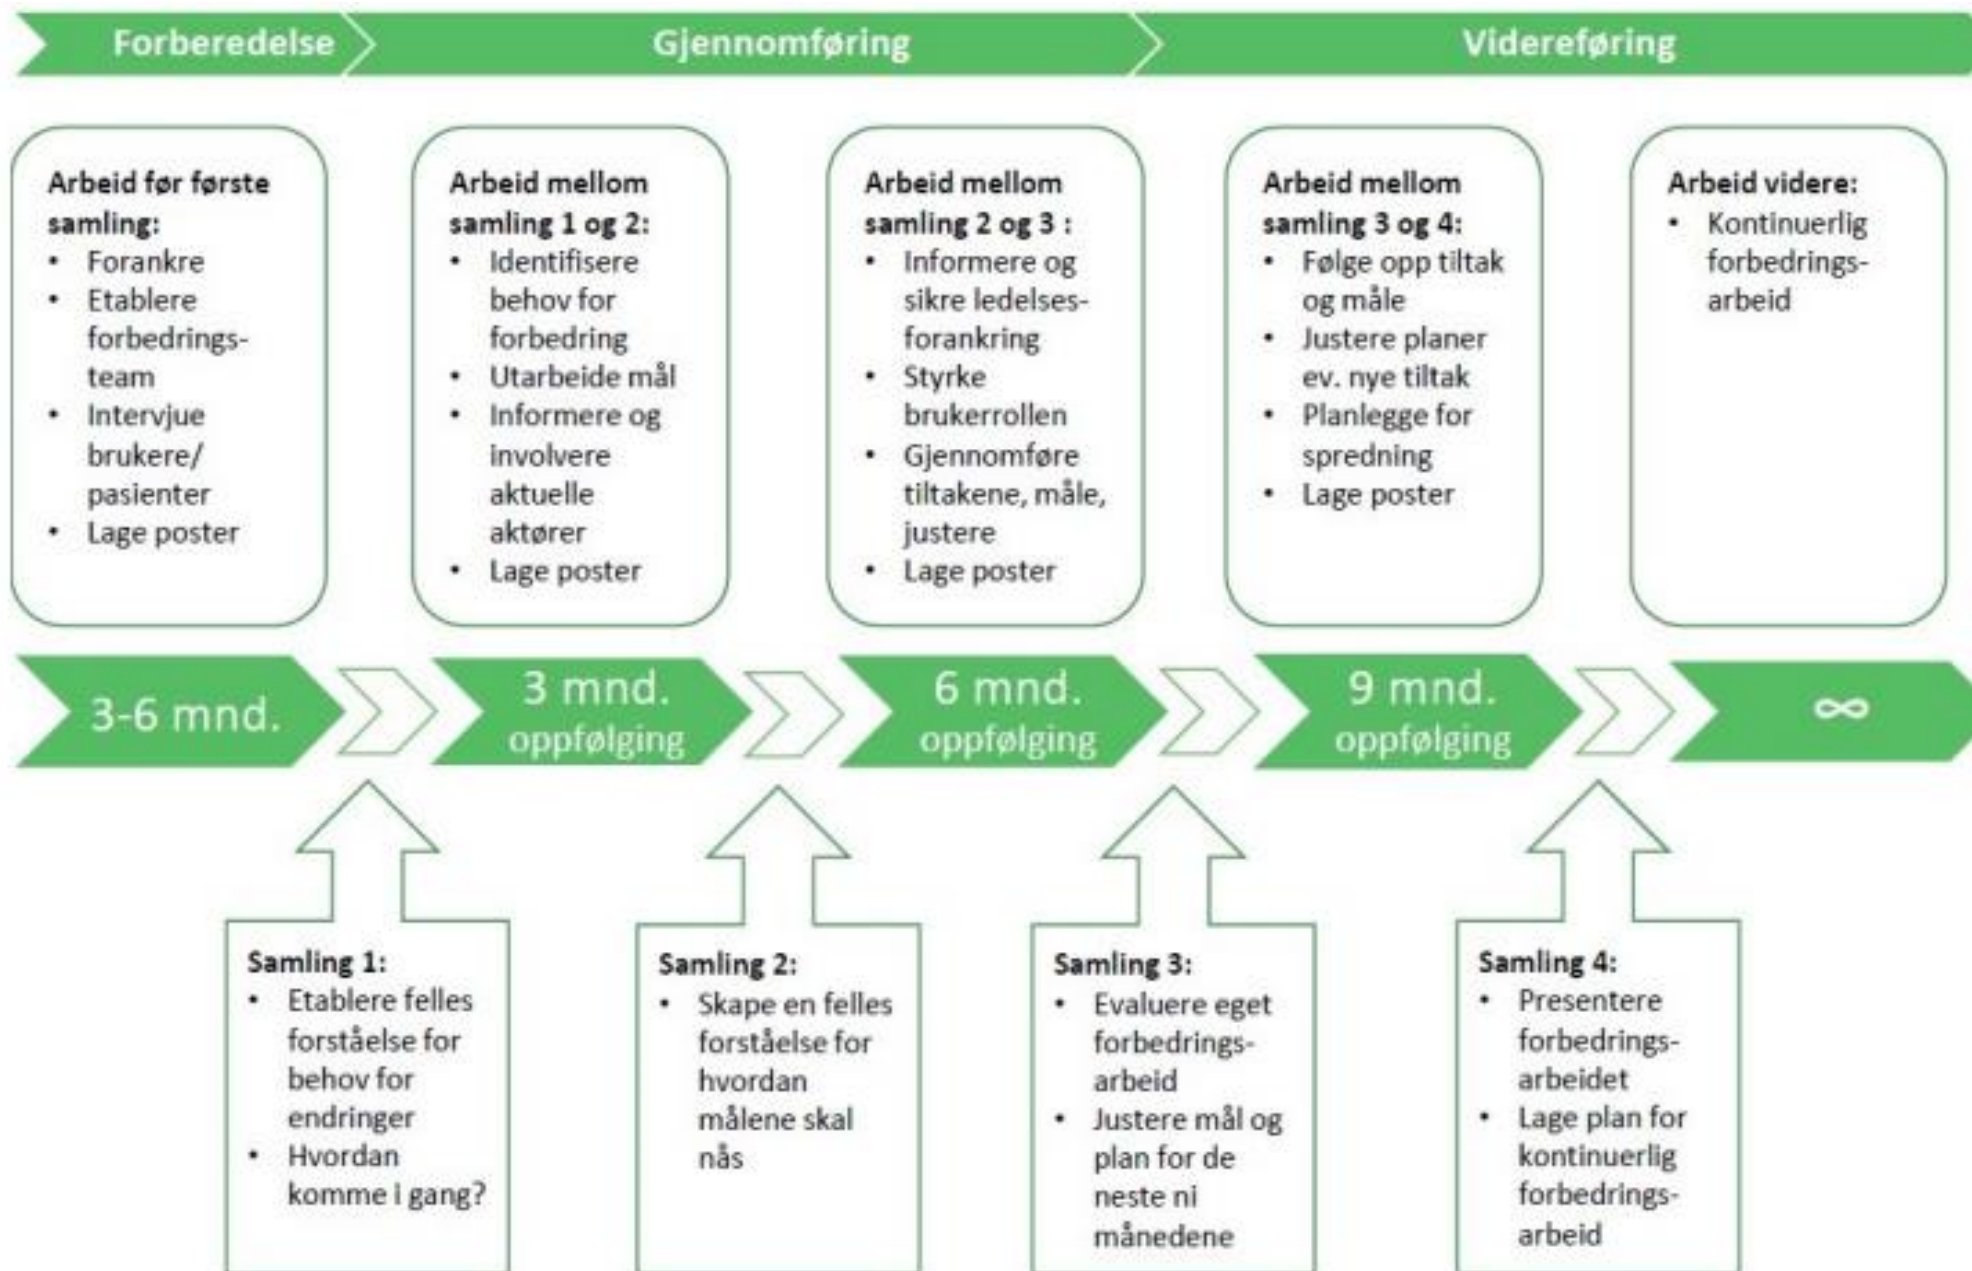 Forberedelse
Gjennomføring
Videreføring
Arbeid før første
samling:
• Forankre
• Etablere
forbedrings-
team
• Intervjue
brukere/
pasienter
• Lage poster
Arbeid mellom
samling 1 og 2:
• Identifisere
behov for
forbedring
• Utarbeide mål
• Informere og
involvere
aktuelle
aktører
• Lage poster
Arbeid mellom
samling 2 og 3 :
• Informere og
sikre ledelses-
forankring
• Styrke
brukerrollen
• Gjennomføre
tiltakene, måle,
justere
• Lage poster
Arbeid mellom
samling 3 og 4:
• Følge opp tiltak
og måle
• Justere planer
ev. nye tiltak
• Planlegge for
spredning
• Lage poster
Arbeid videre:
• Kontinuerlig
forbedrings-
arbeid
3-6 mnd.
3 mnd.
oppfølging
6 mnd.
oppfølging
9 mnd.
oppfølging
∞
Samling 1:
• Etablere felles
forståelse for
behov for
endringer
• Hvordan
komme i gang?
Samling 2:
• Skape en felles
forståelse for
hvordan
målene skal
nås
Samling 3:
• Evaluere eget
forbedrings-
arbeid
• Justere mål og
plan for de
neste ni
månedene
Samling 4:
• Presentere
forbedrings-
arbeidet
• Lage plan for
kontinuerlig
forbedrings-
arbeid